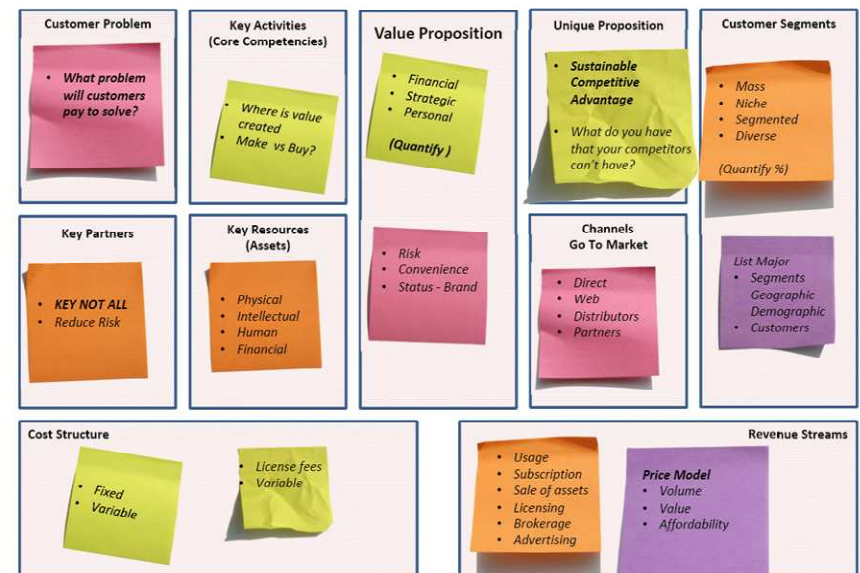 Customer Problem
• What problem
will customers
pay to solve?
Key Activities
(Core Competencies)
• Where is value
created
• Make vs Buy?
Value Proposition
• Financial
• Strategic
• Personal
(Quantify )
• Risk
• Convenience
• Status - Brand
Unique Proposition
• Sustainable
Competitive
Advantage
• What do you have
that your competitors
can't have?
Customer Segments
• Mass
• Niche
• Segmented
• Diverse
(Quantify %)
List Major
• Segments
Geographic
Demographic
• Customers
Key Partners
• KEY NOT ALL
• Reduce Risk
Key Resources
(Assets)
• Physical
• Intellectual
• Human
• Financial
Channels
Go To Market
• Direct
• Web
• Distributors
• Partners
Cost Structure
• Fixed
• Variable
• License fees
• Variable
Revenue Streams
• Usage
• Subscription
• Sale of assets
• Licensing
• Brokerage
• Advertising
Price Model
• Volume
• Value
• Affordability